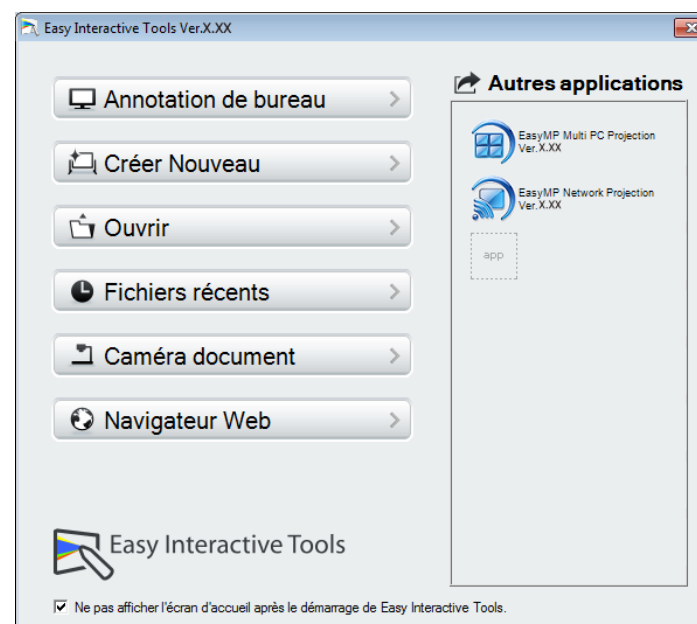 Easy Interactive Tools Ver.X.XX
Annotation de bureau
Créer Nouveau
Ouvrir
Fichiers récents
Caméra document
Navigateur Web
Autres applications
EasyMP Multi PC Projection
Ver.X.XX
EasyMP Network Projection
Ver.X.XX
app
Easy Interactive Tools
Ne pas afficher l'écran d'accueil après le démarrage de Easy Interactive Tools.